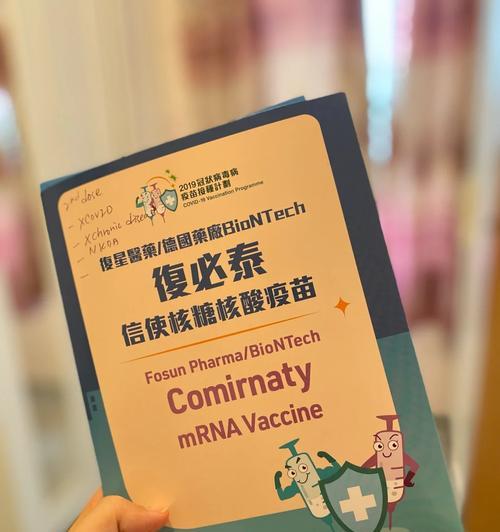 2nd dose
- XCov2D
- Xchronic disease
- NKDA
-
2019冠狀病毒病
疫苗接種計劃
COVID-19 Vaccination Programme
復星醫藥/德國藥廠BioNTech
復必泰
信使核糖核酸疫苗
Fosun Pharma/BioNTech
Comirnaty
mRNA Vaccine